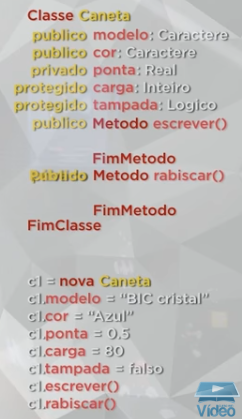 Classe Caneta
publico modelo: Caractere
publico cor: Caractere
privado ponta: Real
protegido carga: Inteiro
protegido tampada: Logico
publico Metodo escrever()
FimMetodo
Metodo rabiscar()
FimMetodo
FimClasse
c1 = nova Caneta
c1.modelo = "BIC cristal"
c1.cor = "Azul"
c1.ponta = 0.5
c1.carga = 80
c1.tampada = falso
c1.escrever()
c1.rabiscar()
Vídeo